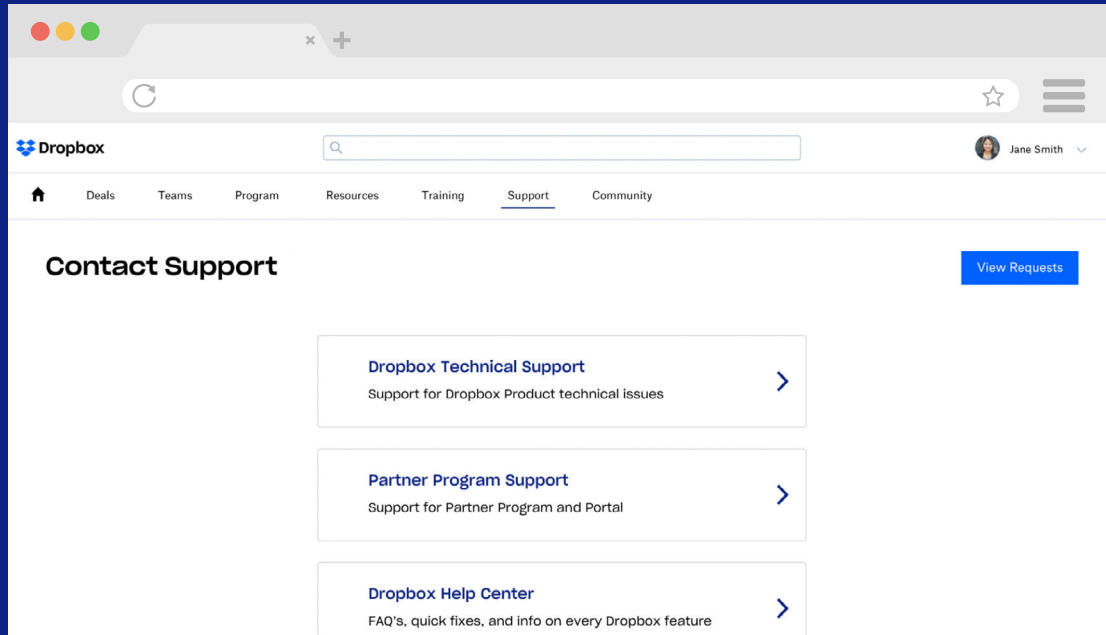 Dropbox
Jane Smith
Deals Teams Program Resources Training Support Community
Contact Support
View Requests
Dropbox Technical Support
Support for Dropbox Product technical issues
Partner Program Support
Support for Partner Program and Portal
Dropbox Help Center
FAQ's, quick fixes, and info on every Dropbox feature